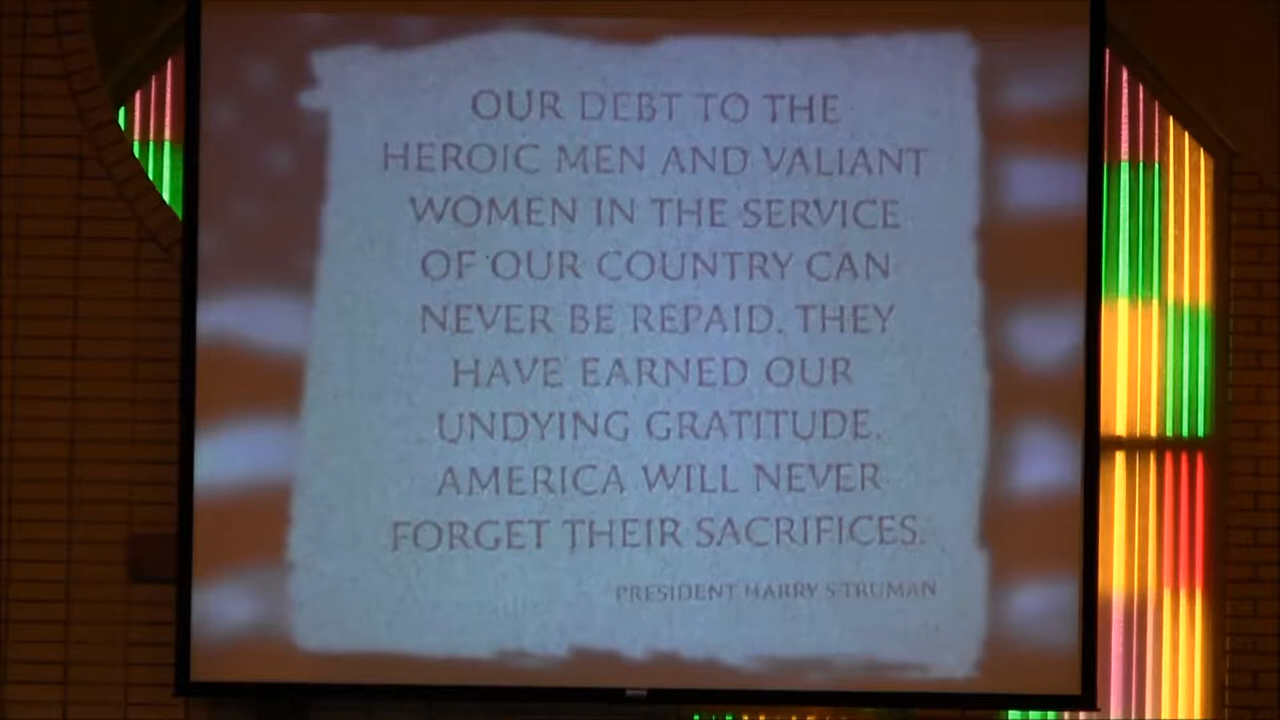 OUR DEBT TO THE
HEROIC MEN AND VALIANT
WOMEN IN THE SERVICE
OF OUR COUNTRY CAN
NEVER BE REPAID. THEY
HAVE EARNED OUR
UNDYING GRATITUDE.
AMERICA WILL NEVER
FORGET THEIR SACRIFICES.
PRESIDENT HARRY S TRUMAN